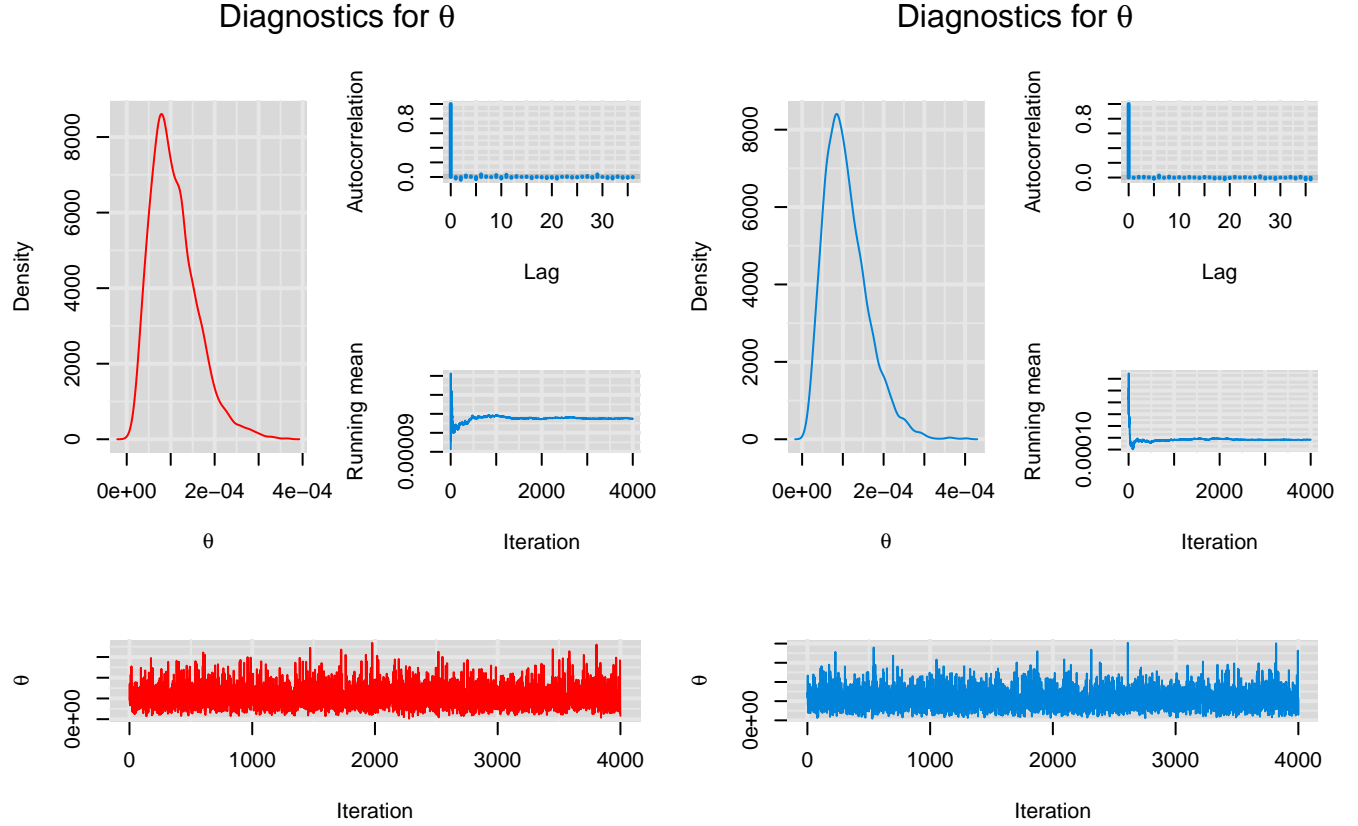 Diagnostics for θ
Density
8000
6000
4000
2000
0
0e+00 2e−04 4e−04
θ
Autocorrelation
0.8
0.0
0 10 20 30
Lag
Running mean
0.00009
0 2000 4000
Iteration
θ
0e+00
0 1000 2000 3000 4000
Iteration
Diagnostics for θ
Density
8000
6000
4000
2000
0
0e+00 2e−04 4e−04
θ
Autocorrelation
0.8
0.0
0 10 20 30
Lag
Running mean
0.00010
0 2000 4000
Iteration
θ
0e+00
0 1000 2000 3000 4000
Iteration